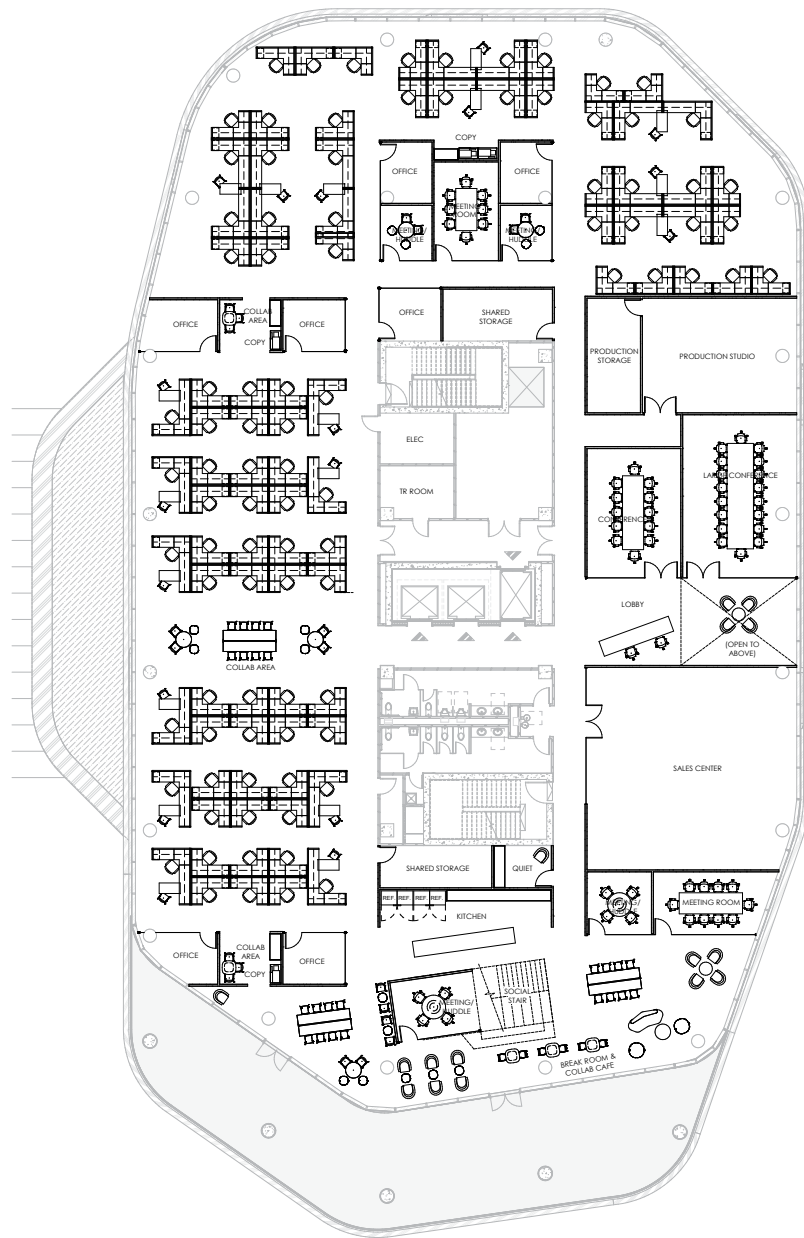 COPY
OFFICE
OFFICE
MEETING
ROOM
MEETING/
HUDDLE
MEETING/
HUDDLE
OFFICE
COLLAB
AREA
COPY
OFFICE
OFFICE
SHARED
STORAGE
PRODUCTION
STORAGE
PRODUCTION STUDIO
ELEC
TR ROOM
LARGE CONFERENCE
CONFERENCE
LOBBY
(OPEN TO
ABOVE)
COLLAB AREA
SALES CENTER
SHARED STORAGE
QUIET
REF. REF. REF. REF.
KITCHEN
MEETING/
HUDDLE
MEETING ROOM
OFFICE
COLLAB
AREA
COPY
OFFICE
MEETING/
HUDDLE
SOCIAL
STAIR
BREAK ROOM &
COLLAB CAFE